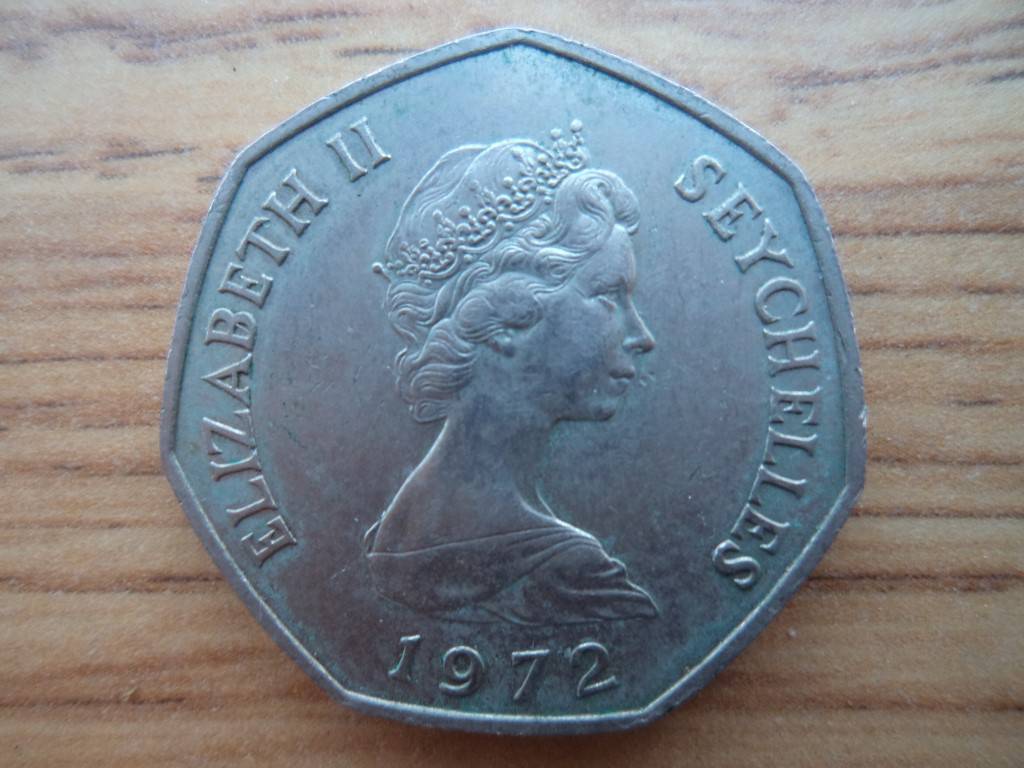 ELIZABETH II
SEYCHELLES
1972